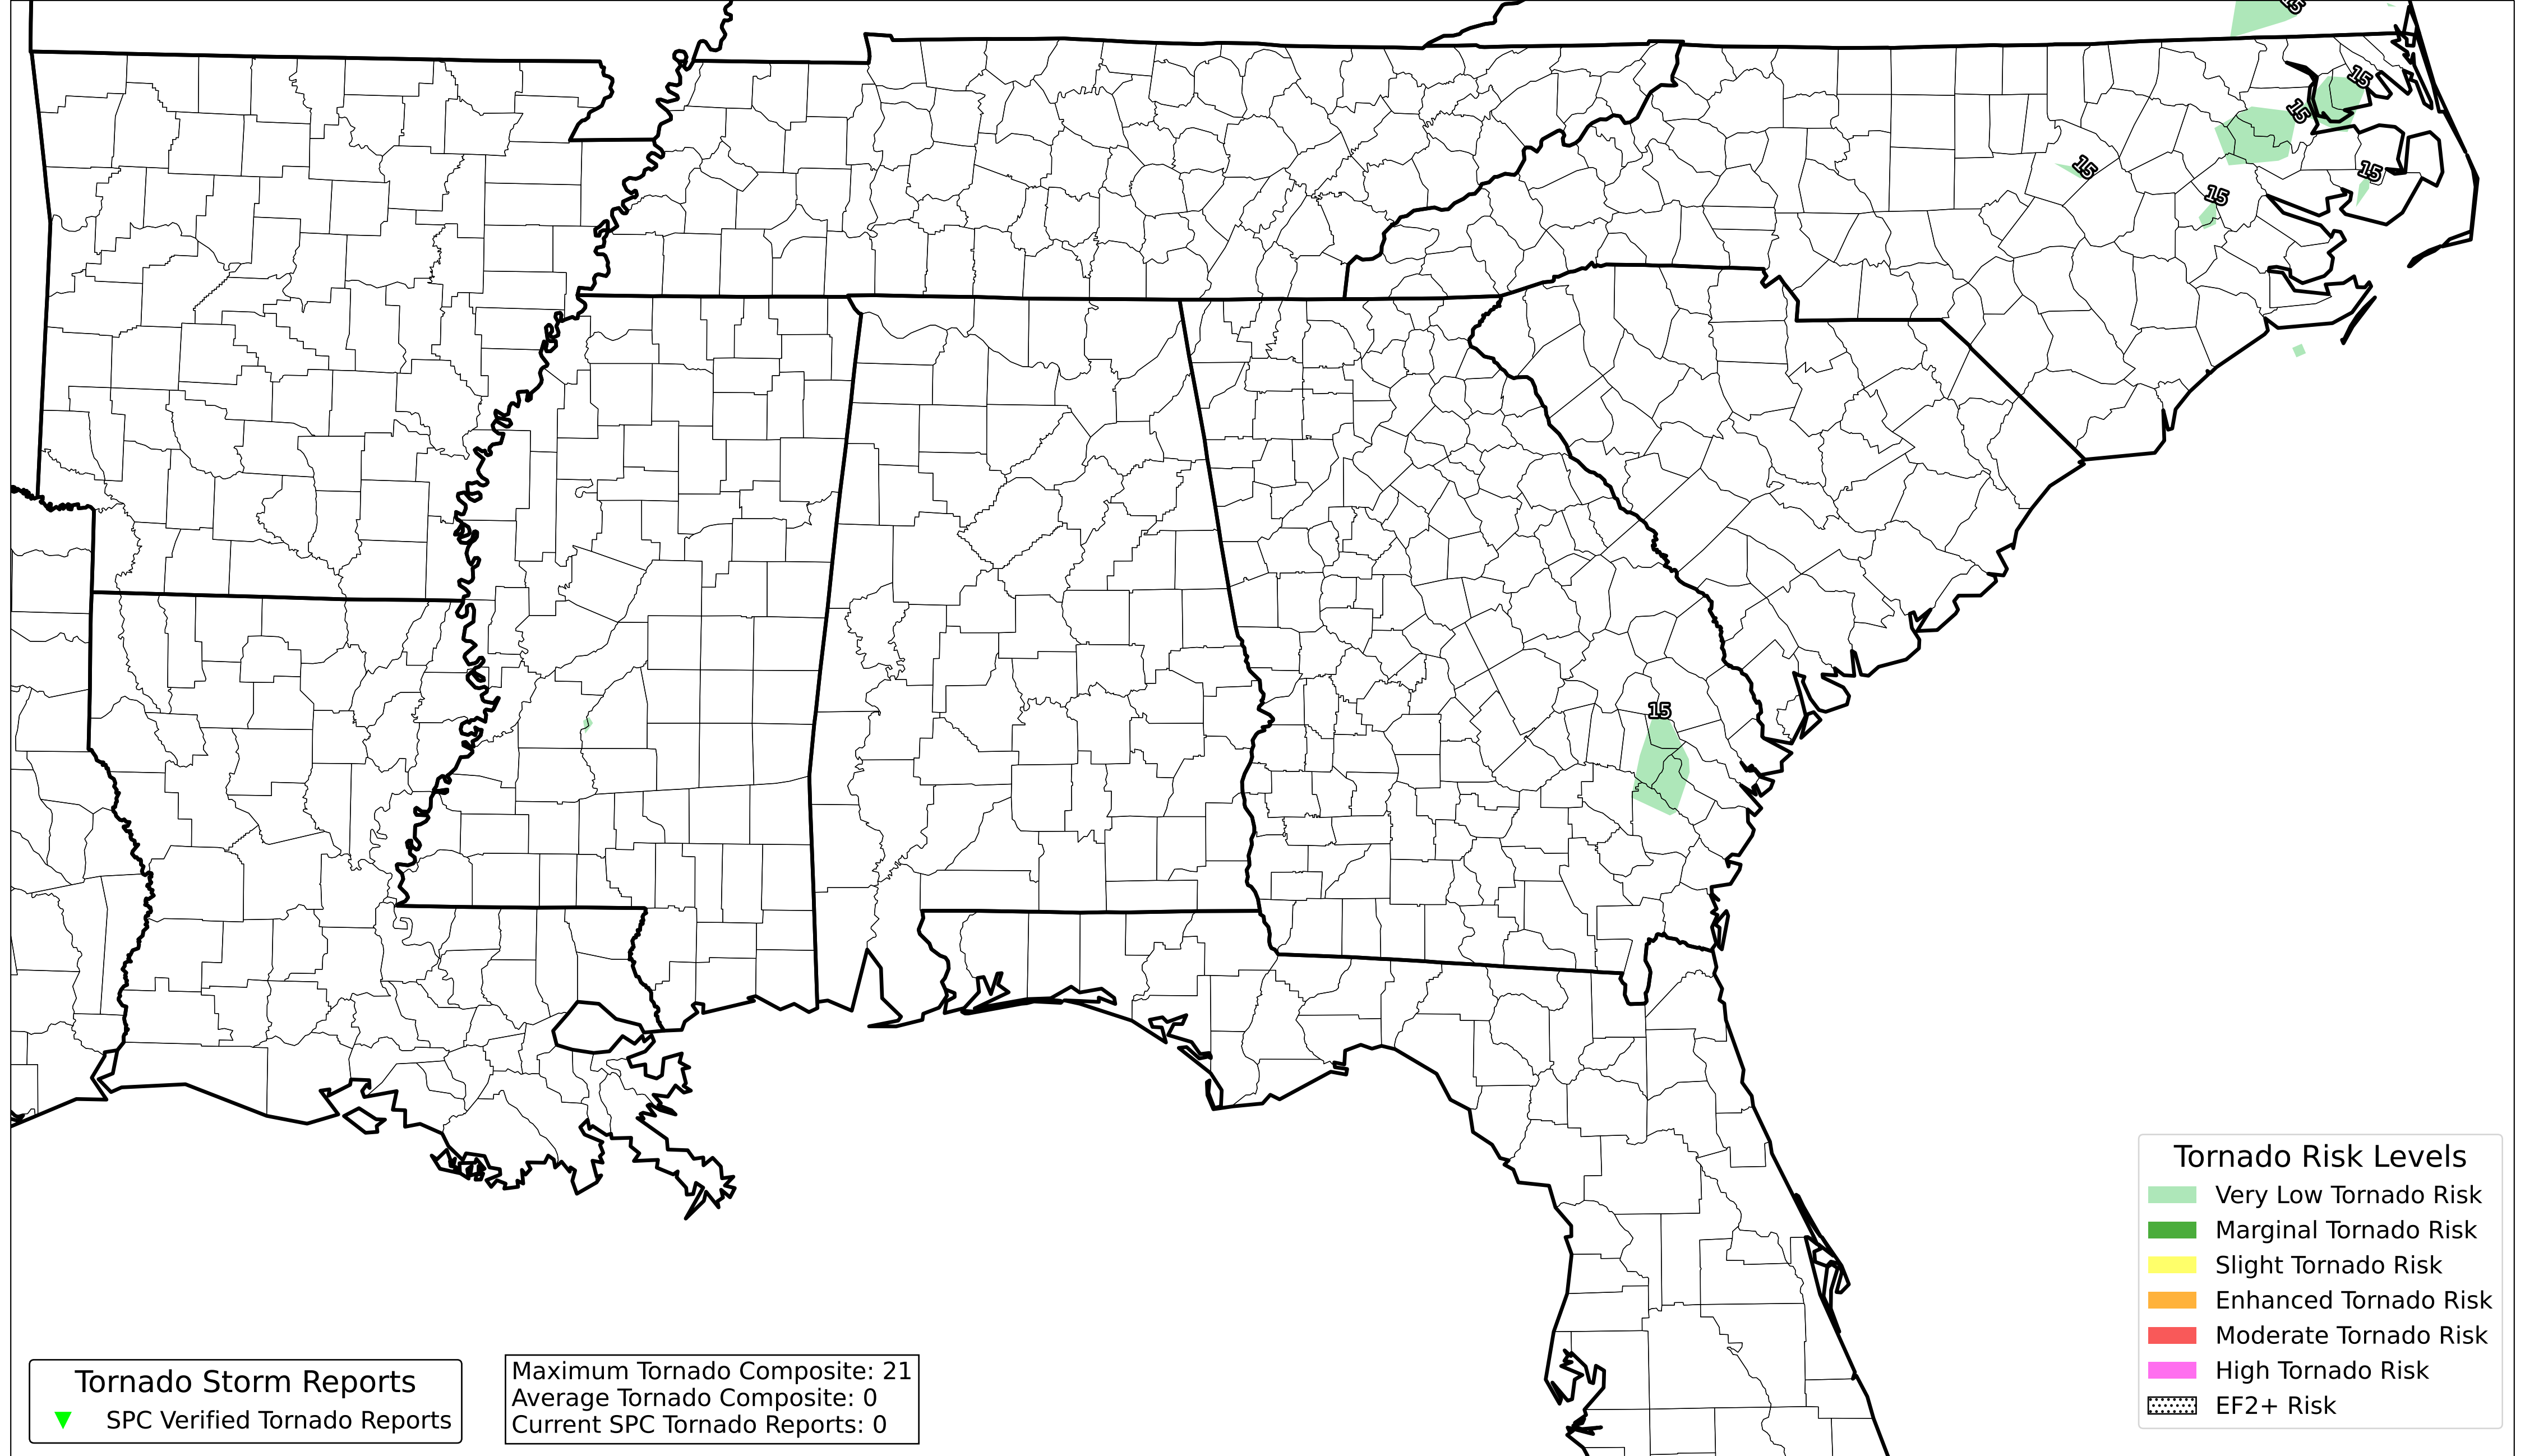 15
15
15
15
15
15
15
Tornado Risk Levels
Very Low Tornado Risk
Marginal Tornado Risk
Slight Tornado Risk
Enhanced Tornado Risk
Moderate Tornado Risk
High Tornado Risk
EF2+ Risk
Tornado Storm Reports
SPC Verified Tornado Reports
Maximum Tornado Composite: 21
Average Tornado Composite: 0
Current SPC Tornado Reports: 0